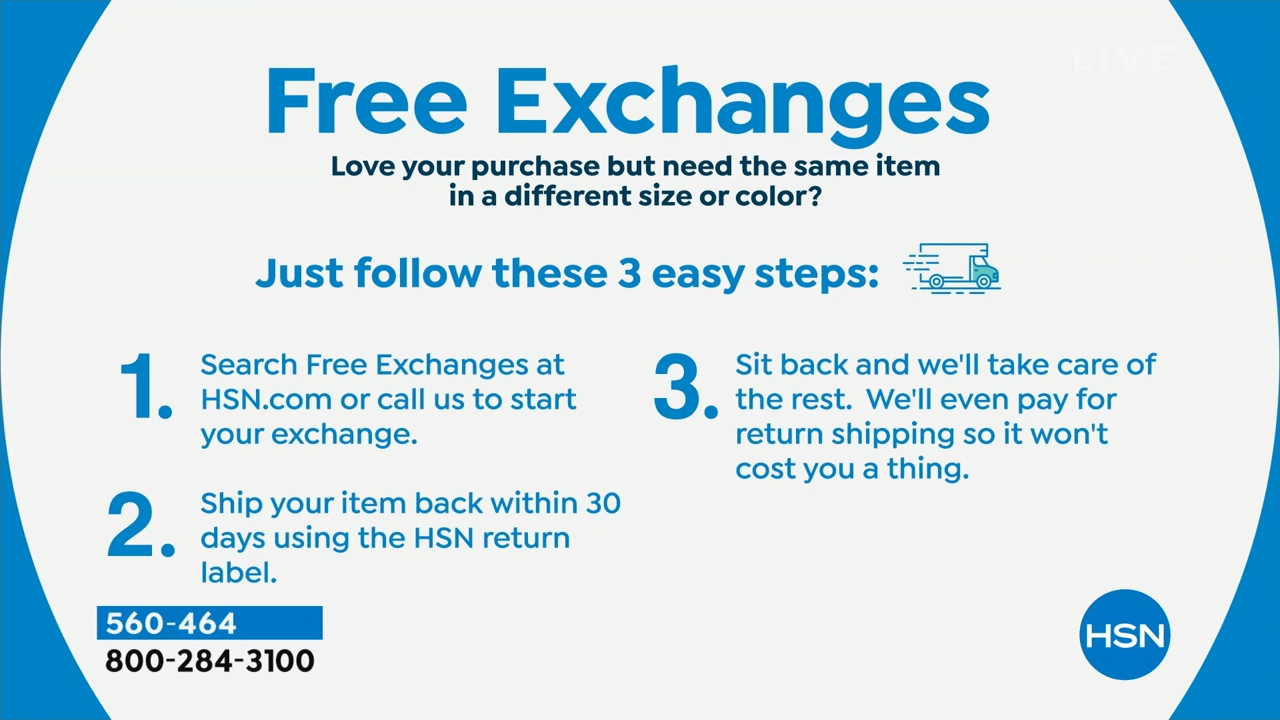 LIVE
Free Exchanges
Love your purchase but need the same item
in a different size or color?
Just follow these 3 easy steps:
1. Search Free Exchanges at
HSN.com or call us to start
your exchange.
2. Ship your item back within 30
days using the HSN return
label.
3. Sit back and we'll take care of
the rest. We'll even pay for
return shipping so it won't
cost you a thing.
560-464
800-284-3100
HSN